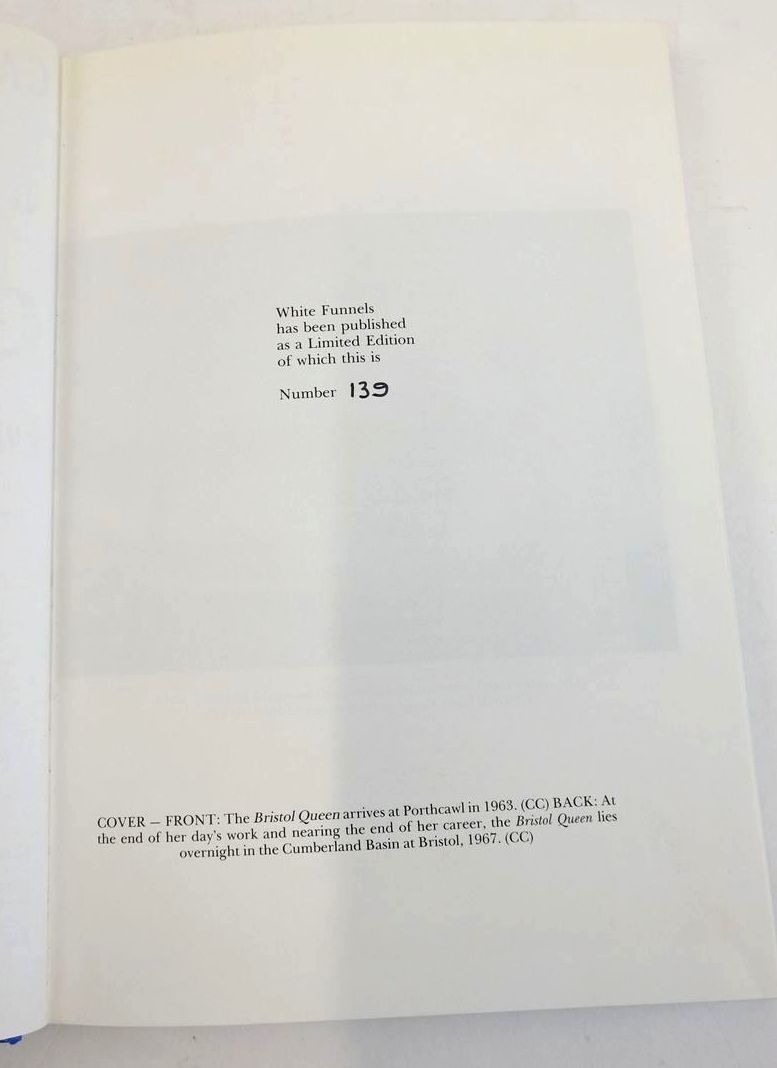 White Funnels
has been published
as a Limited Edition
of which this is
Number 139
COVER – FRONT: The Bristol Queen arrives at Porthcawl in 1963. (CC) BACK: At
the end of her day's work and nearing the end of her career, the Bristol Queen lies
overnight in the Cumberland Basin at Bristol, 1967. (CC)